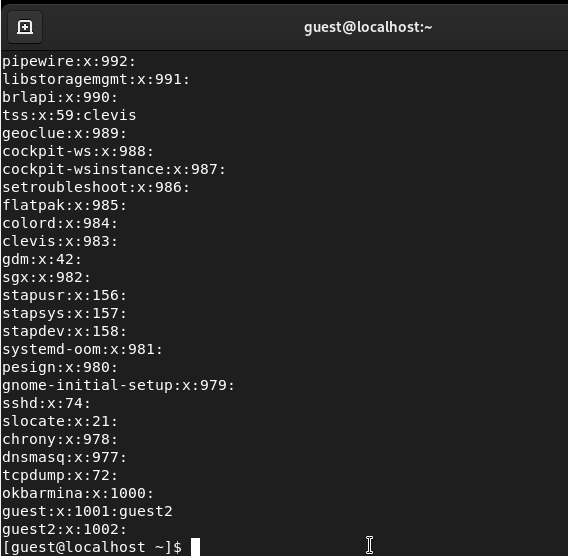 guest@localhost:~
pipewire:x:992:
libstoragemgmt:x:991:
brlapi:x:990:
tss:x:59:clevis
geoclue:x:989:
cockpit-ws:x:988:
cockpit-wsinstance:x:987:
setroubleshoot:x:986:
flatpak:x:985:
colord:x:984:
clevis:x:983:
gdm:x:42:
sgx:x:982:
stapusr:x:156:
stapsys:x:157:
stapdev:x:158:
systemd-oom:x:981:
pesign:x:980:
gnome-initial-setup:x:979:
sshd:x:74:
slocate:x:21:
chrony:x:978:
dnsmasq:x:977:
tcpdump:x:72:
okbarmina:x:1000:
guest:x:1001:guest2
guest2:x:1002:
[guest@localhost ~]$